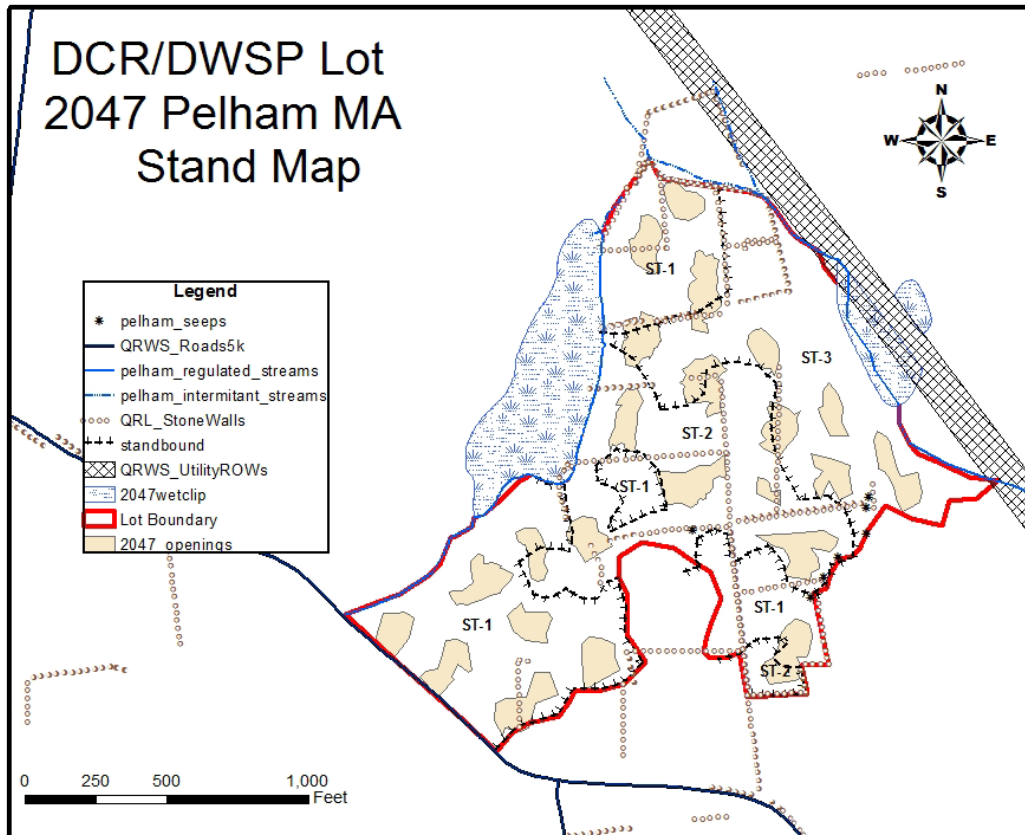 DCR/DWSP Lot
2047 Pelham MA
Stand Map
N
W E
S
Legend
pelham_seeps
QRWS_Roads5k
pelham_regulated_streams
pelham_intermitant_streams
QRL_StoneWalls
standbound
QRWS_UtilityROWs
2047wetclip
Lot Boundary
2047_openings
ST-1
ST-3
ST-2
ST-1
ST-1
ST-1
ST-2
0 250 500 1,000
Feet